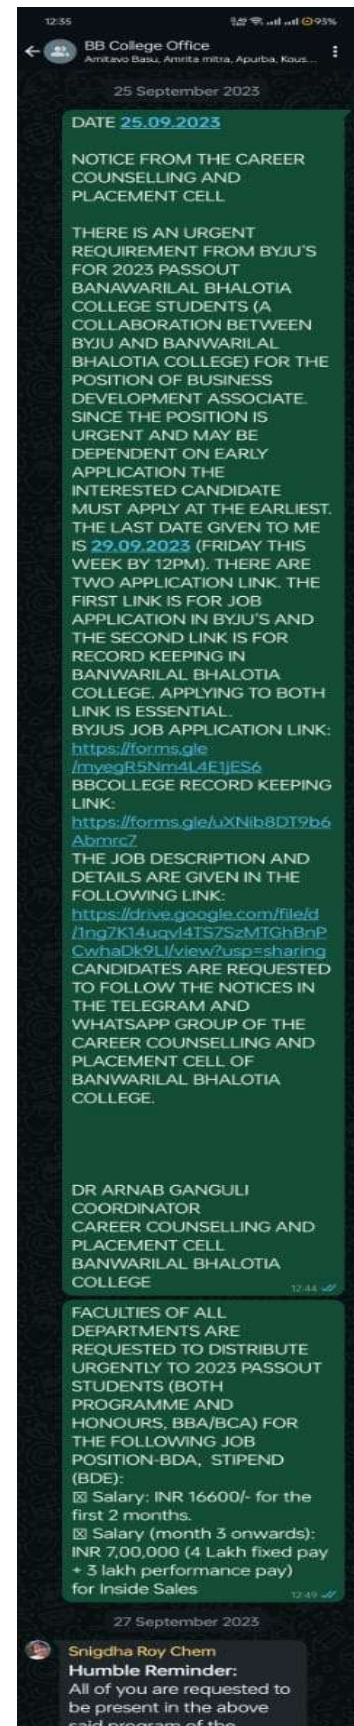 12:35
93%
BB College Office
Amitavo Basu, Amrita mitra, Apurba, Kous...
25 September 2023
DATE 25.09.2023
NOTICE FROM THE CAREER
COUNSELLING AND
PLACEMENT CELL
THERE IS AN URGENT
REQUIREMENT FROM BYJU'S
FOR 2023 PASSOUT
BANAWARILAL BHALOTIA
COLLEGE STUDENTS (A
COLLABORATION BETWEEN
BYJU AND BANWARILAL
BHALOTIA COLLEGE) FOR THE
POSITION OF BUSINESS
DEVELOPMENT ASSOCIATE.
SINCE THE POSITION IS
URGENT AND MAY BE
DEPENDENT ON EARLY
APPLICATION THE
INTERESTED CANDIDATE
MUST APPLY AT THE EARLIEST.
THE LAST DATE GIVEN TO ME
IS 29.09.2023 (FRIDAY THIS
WEEK BY 12PM). THERE ARE
TWO APPLICATION LINK. THE
FIRST LINK IS FOR JOB
APPLICATION IN BYJU'S AND
THE SECOND LINK IS FOR
RECORD KEEPING IN
BANWARILAL BHALOTIA
COLLEGE. APPLYING TO BOTH
LINK IS ESSENTIAL.
BYJUS JOB APPLICATION LINK:
https://forms.gle
/myegR5Nm4L4E1jES6
BBCOLLEGE RECORD KEEPING
LINK:
https://forms.gle/uXNib8DT9b6
Abmrc7
THE JOB DESCRIPTION AND
DETAILS ARE GIVEN IN THE
FOLLOWING LINK:
https://drive.google.com/file/d
/1ng7K14uqvI4TS7SzMTGhBnP
CwhaDk9LI/view?usp=sharing
CANDIDATES ARE REQUESTED
TO FOLLOW THE NOTICES IN
THE TELEGRAM AND
WHATSAPP GROUP OF THE
CAREER COUNSELLING AND
PLACEMENT CELL OF
BANWARILAL BHALOTIA
COLLEGE.
DR ARNAB GANGULI
COORDINATOR
CAREER COUNSELLING AND
PLACEMENT CELL
BANWARILAL BHALOTIA
COLLEGE
12:44
FACULTIES OF ALL
DEPARTMENTS ARE
REQUESTED TO DISTRIBUTE
URGENTLY TO 2023 PASSOUT
STUDENTS (BOTH
PROGRAMME AND
HONOURS, BBA/BCA) FOR
THE FOLLOWING JOB
POSITION-BDA, STIPEND
(BDE):
☒ Salary: INR 16600/- for the
first 2 months.
☒ Salary (month 3 onwards):
INR 7,00,000 (4 Lakh fixed pay
+ 3 lakh performance pay)
for Inside Sales
12:49
27 September 2023
Snigdha Roy Chem
Humble Reminder:
All of you are requested to
be present in the above
said program of the